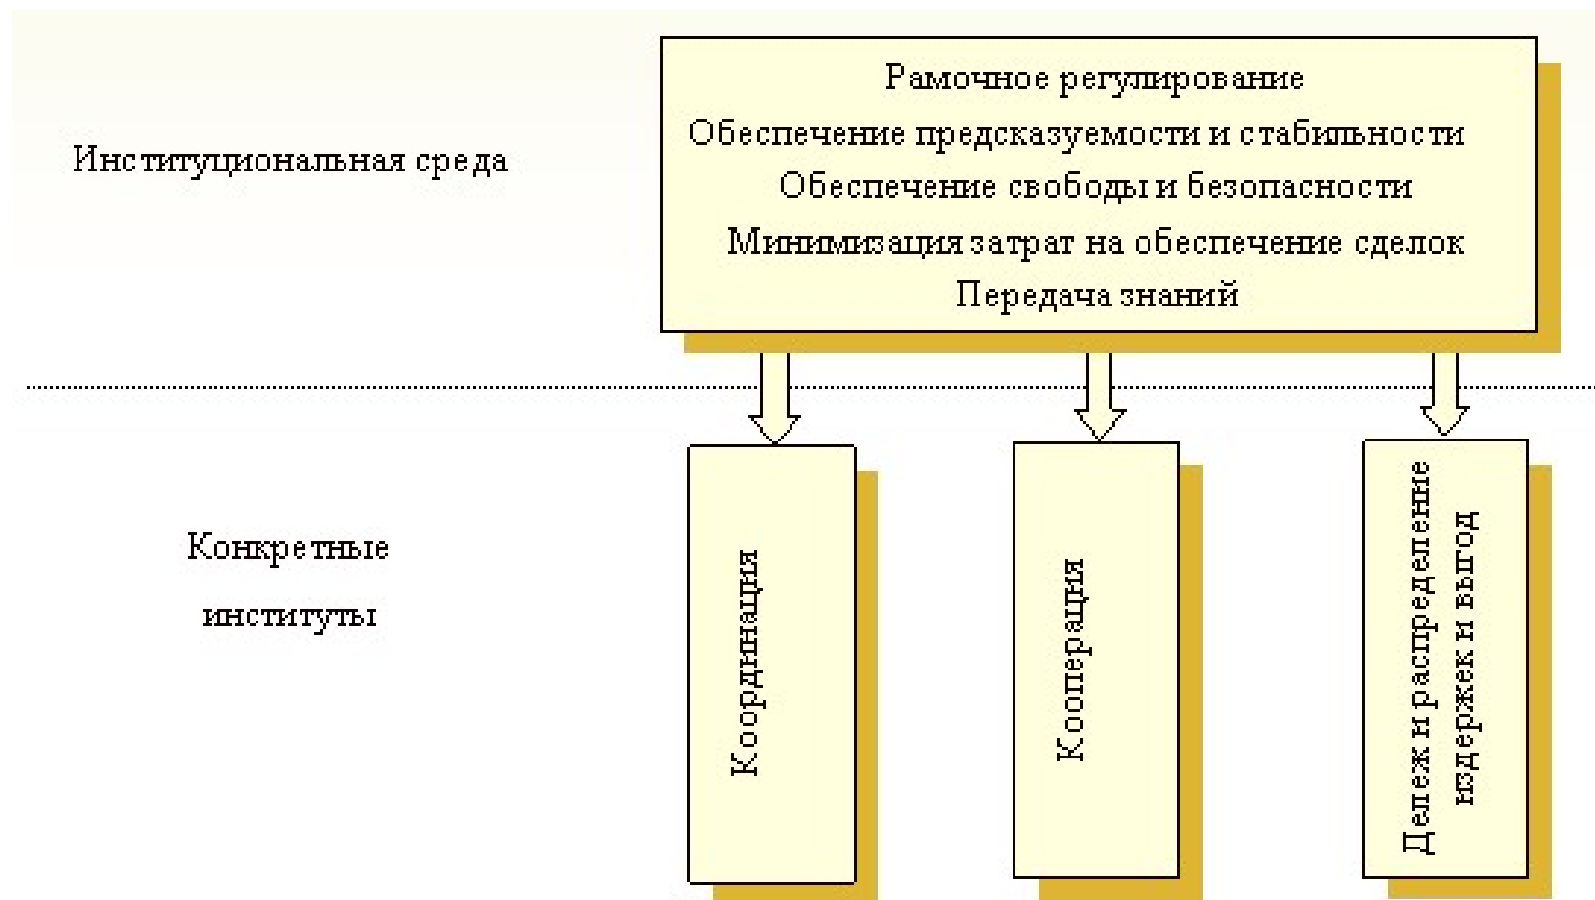 Институциональная среда
Рамочное регулирование
Обеспечение предсказуемости и стабильности
Обеспечение свободы и безопасности
Минимизация затрат на обеспечение сделок
Передача знаний
Конкретные
институты
Координация
Кооперация
Дележ и распределение
издержек и выгод